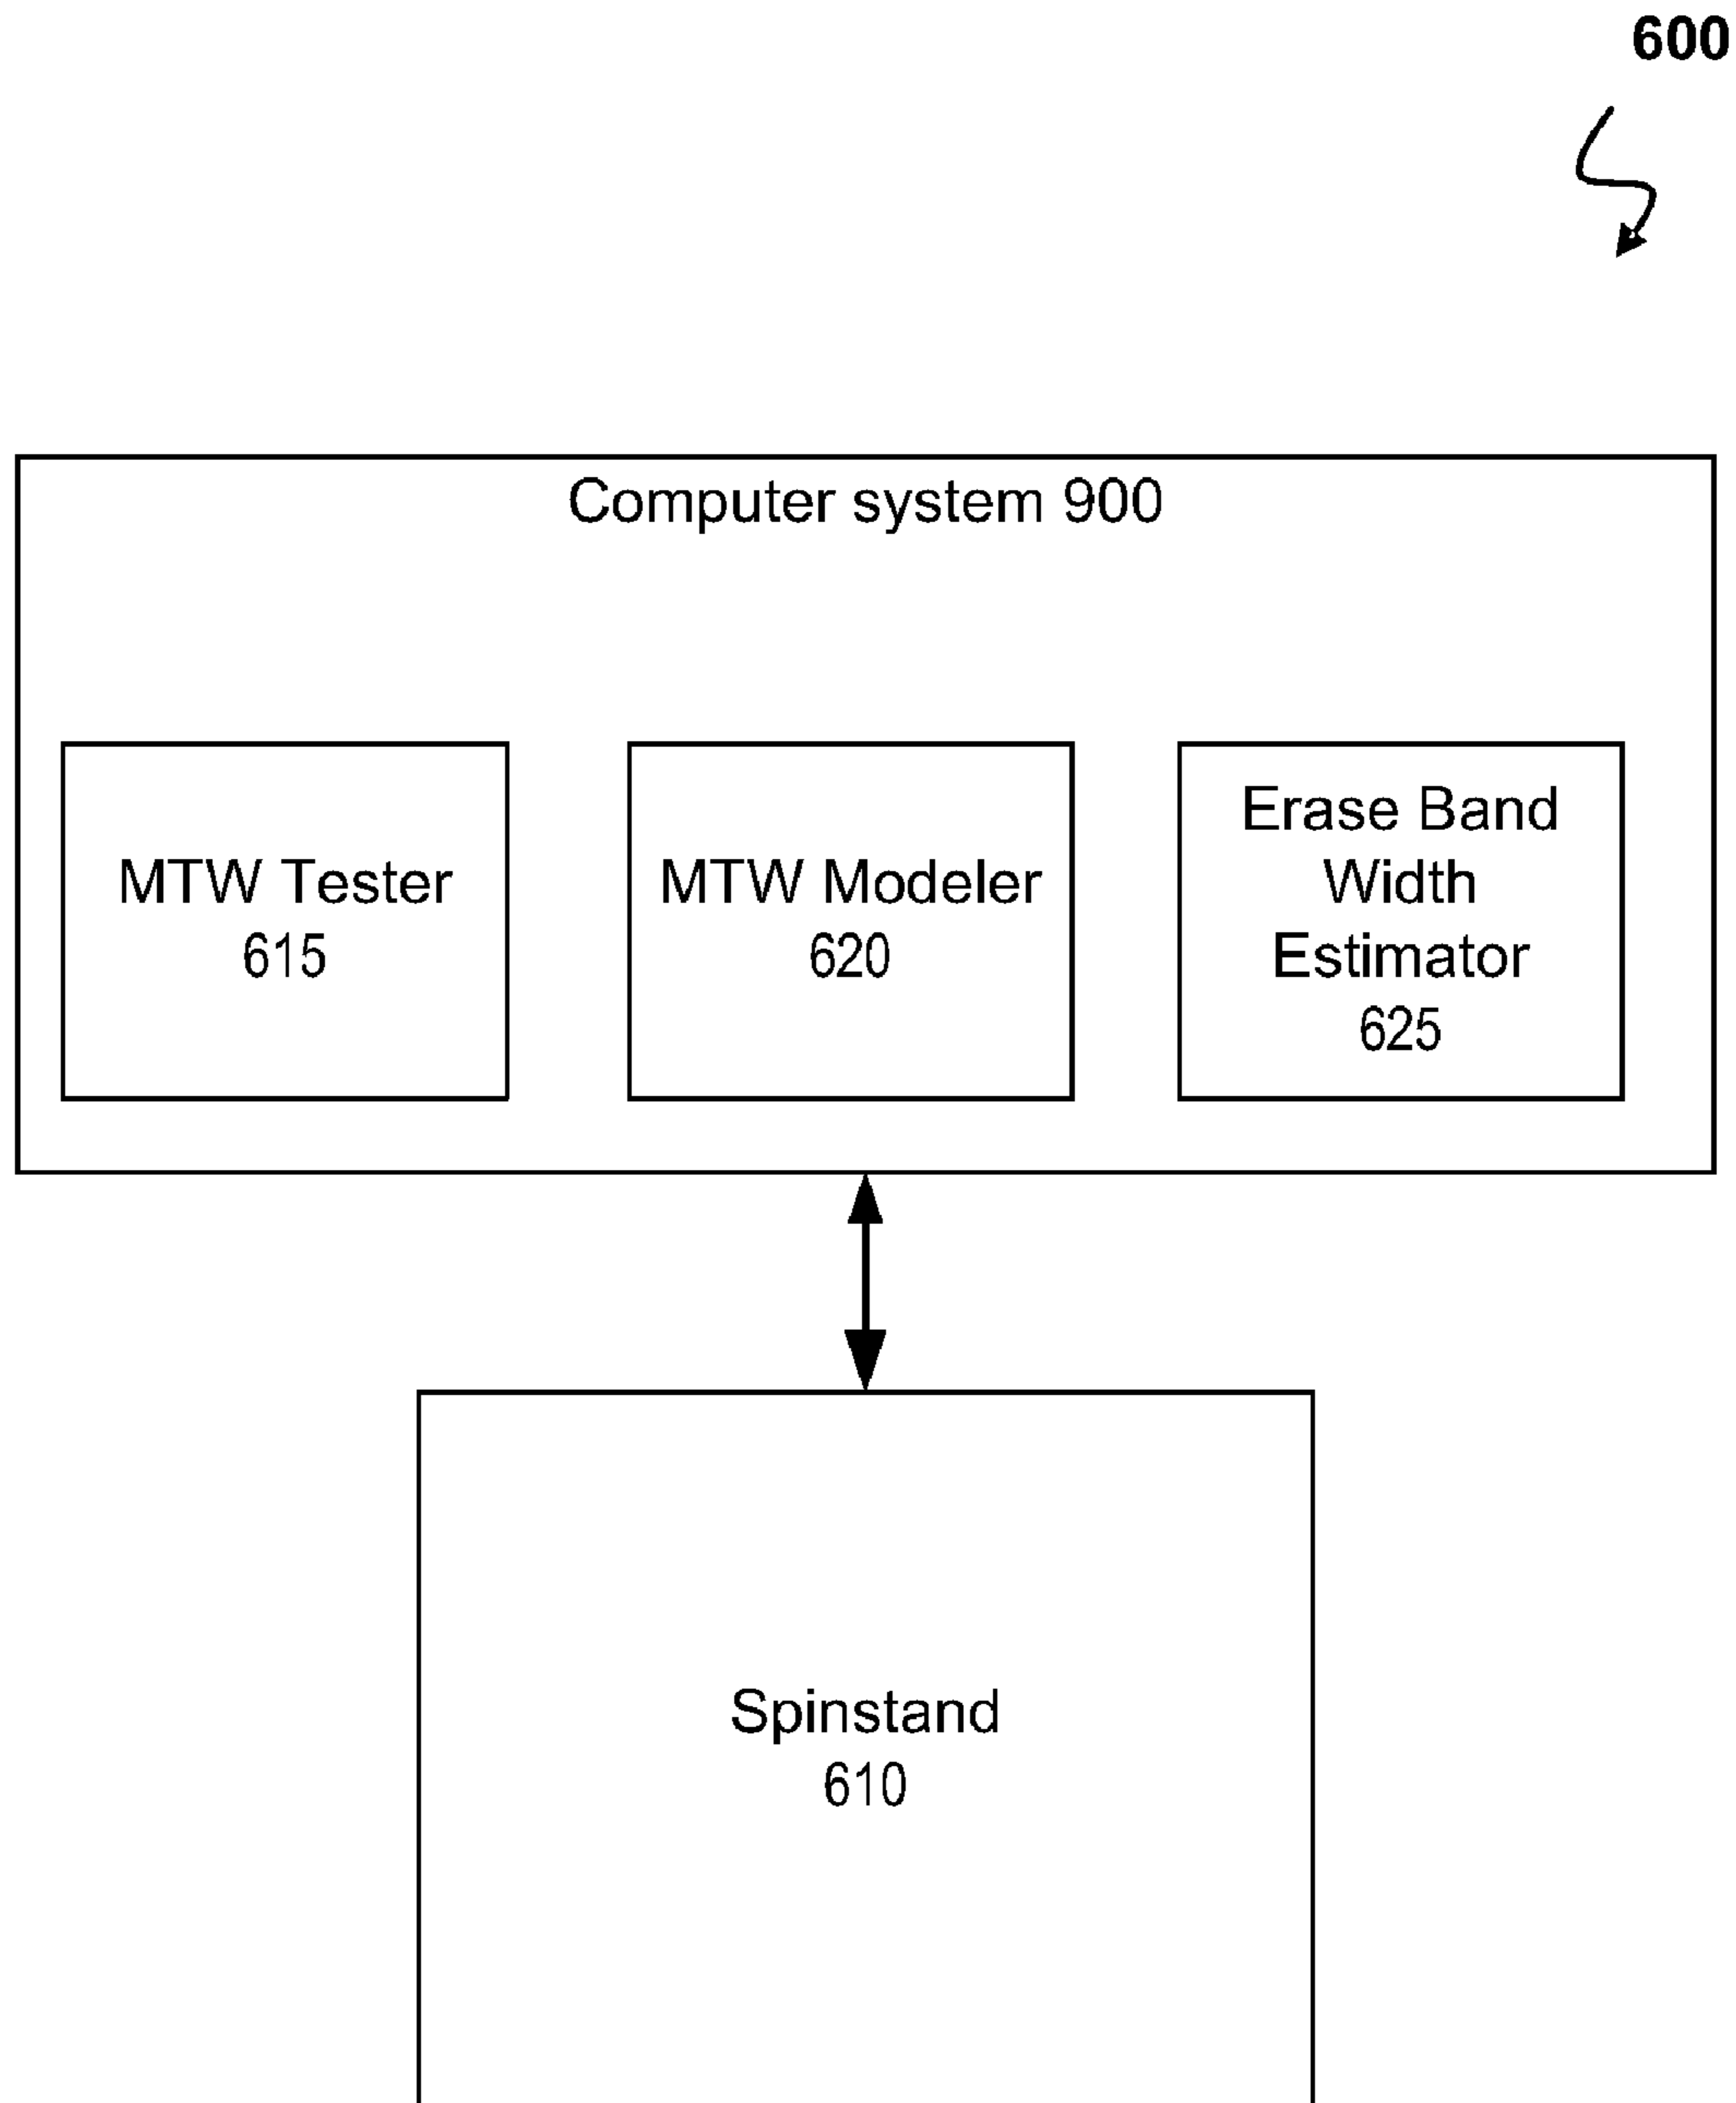 600
Computer system 900
MTW Tester
615
MTW Modeler
620
Erase Band
Width
Estimator
625
Spinstand
610